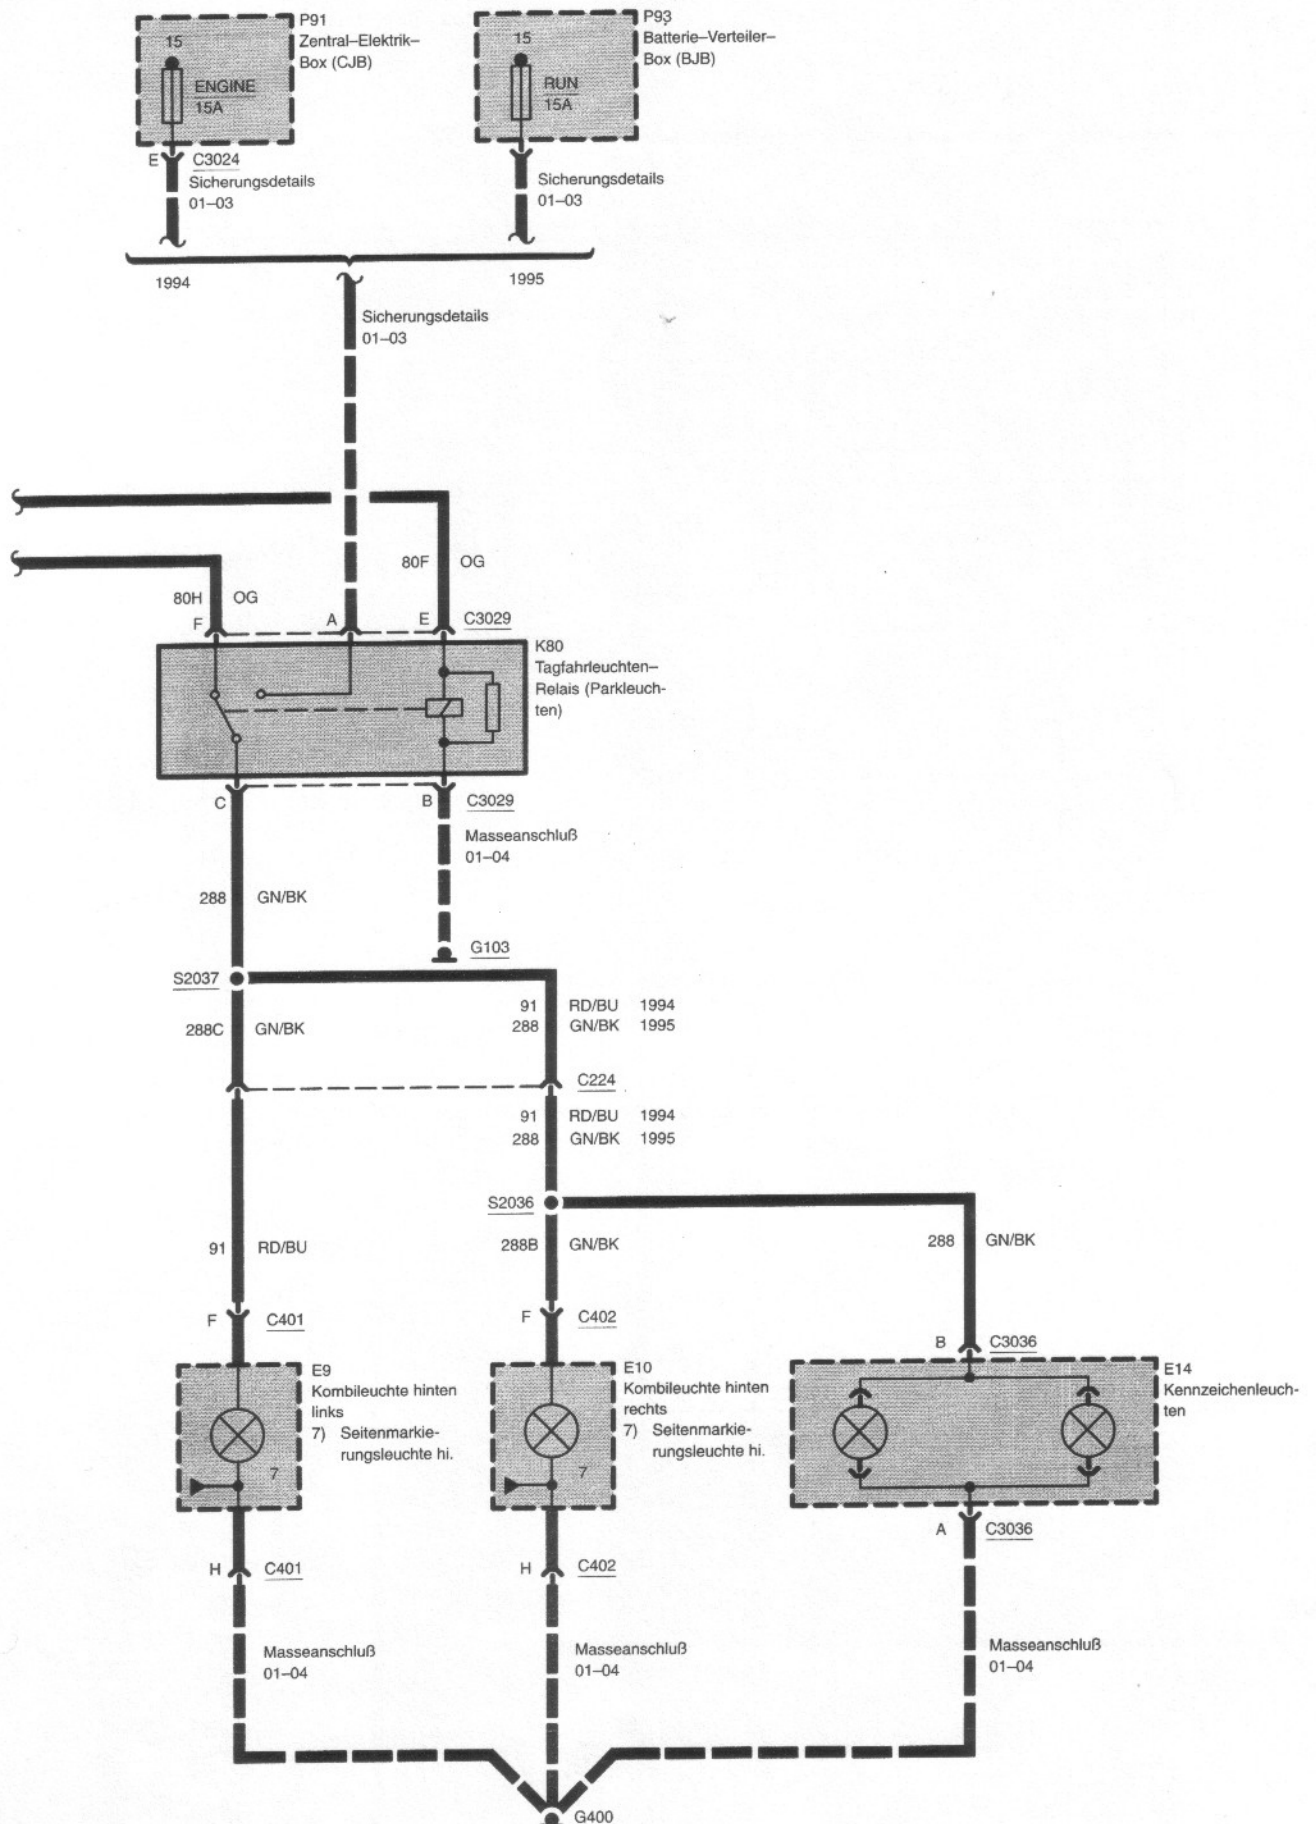 P91
Zentral–Elektrik–
Box (CJB)
15
ENGINE
15A
P93
Batterie–Verteiler–
Box (BJB)
15
RUN
15A
E C3024
Sicherungsdetails
01–03
Sicherungsdetails
01–03
1994
1995
Sicherungsdetails
01–03
80F OG
80H OG
F A E C3029
K80
Tagfahrleuchten–
Relais (Parkleuch-
ten)
C B C3029
Masseanschluß
01–04
288 GN/BK
G103
S2037
288C GN/BK
91 RD/BU 1994
288 GN/BK 1995
C224
91 RD/BU 1994
288 GN/BK 1995
S2036
91 RD/BU
288B GN/BK
288 GN/BK
F C401
F C402
B C3036
E9
Kombileuchte hinten
links
7) Seitenmarkie-
rungsleuchte hi.
7
E10
Kombileuchte hinten
rechts
7) Seitenmarkie-
rungsleuchte hi.
7
E14
Kennzeichenleuch-
ten
H C401
H C402
A C3036
Masseanschluß
01–04
Masseanschluß
01–04
Masseanschluß
01–04
G400